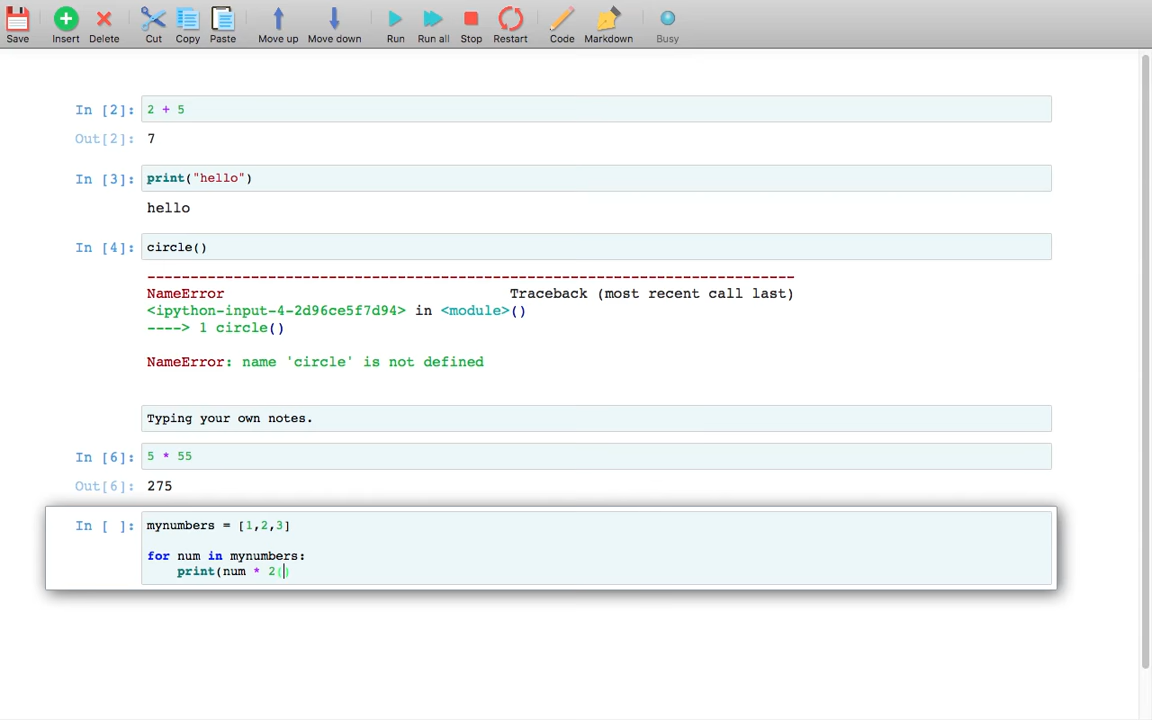 Save Insert Delete Cut Copy Paste Move up Move down Run Run all Stop Restart Code Markdown Busy
In [2]: 2 + 5
Out[2]: 7
In [3]: print("hello")
hello
In [4]: circle()
---------------------------------------------------------------------------
NameError Traceback (most recent call last)
<ipython-input-4-2d96ce5f7d94> in <module>()
----> 1 circle()
NameError: name 'circle' is not defined
Typing your own notes.
In [6]: 5 * 55
Out[6]: 275
In [ ]: mynumbers = [1,2,3]
for num in mynumbers:
print(num * 2()